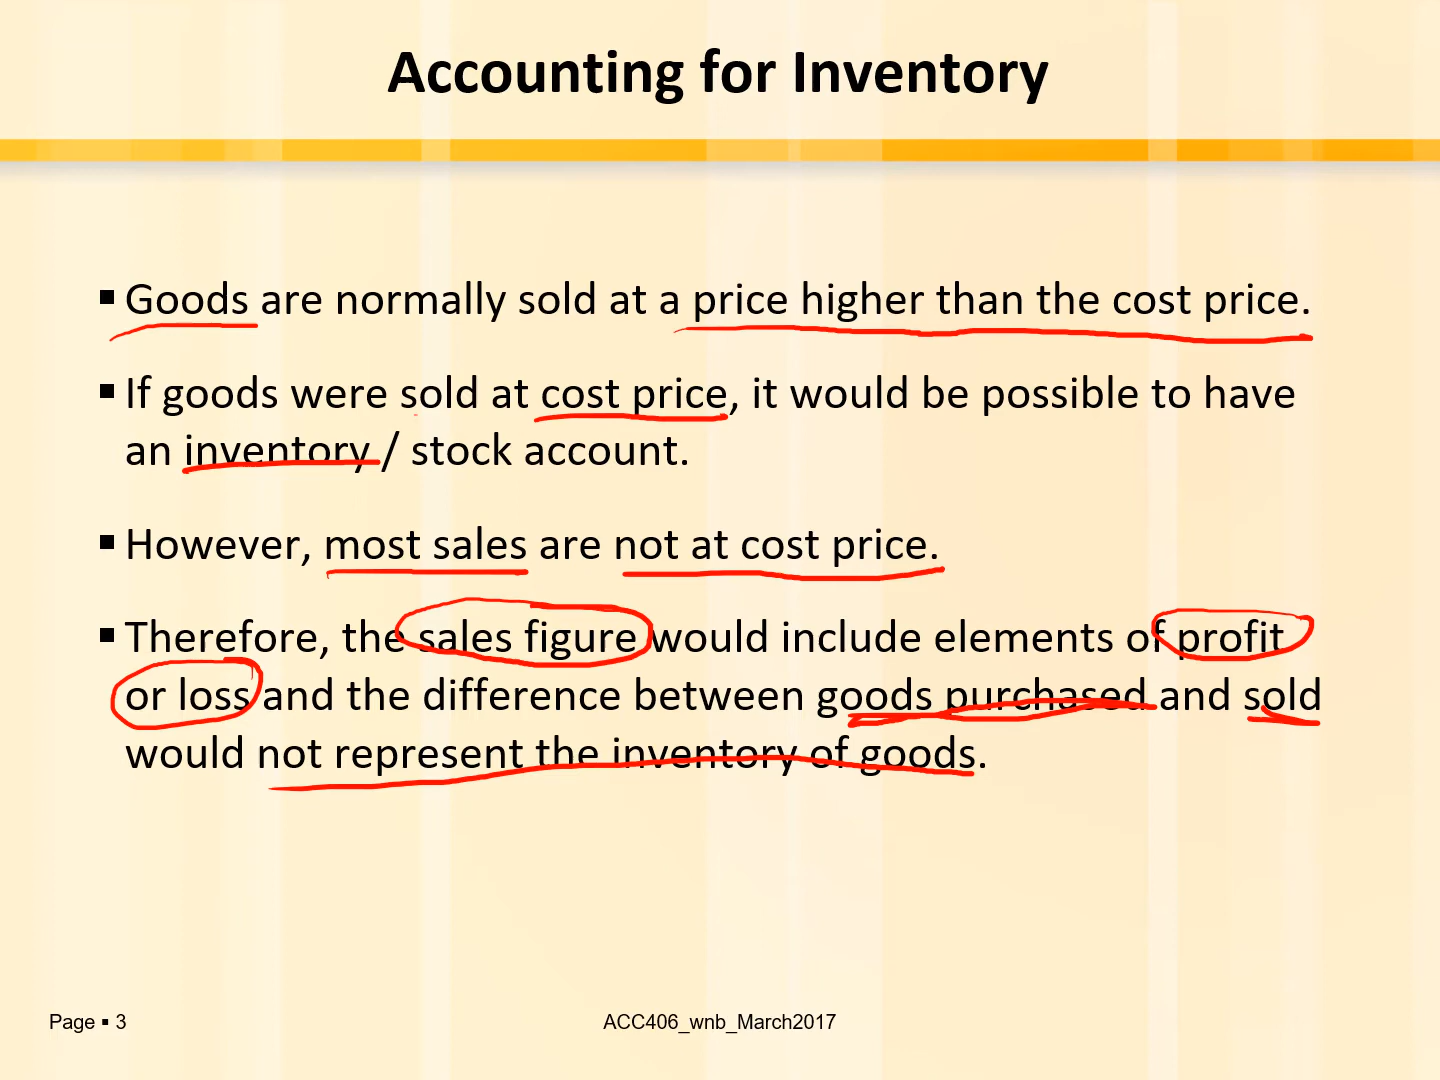 Accounting for Inventory
▪ Goods are normally sold at a price higher than the cost price.
▪ If goods were sold at cost price, it would be possible to have
an inventory / stock account.
▪ However, most sales are not at cost price.
▪ Therefore, the sales figure would include elements of profit
or loss and the difference between goods purchased and sold
would not represent the inventory of goods.
Page ▪ 3
ACC406_wnb_March2017